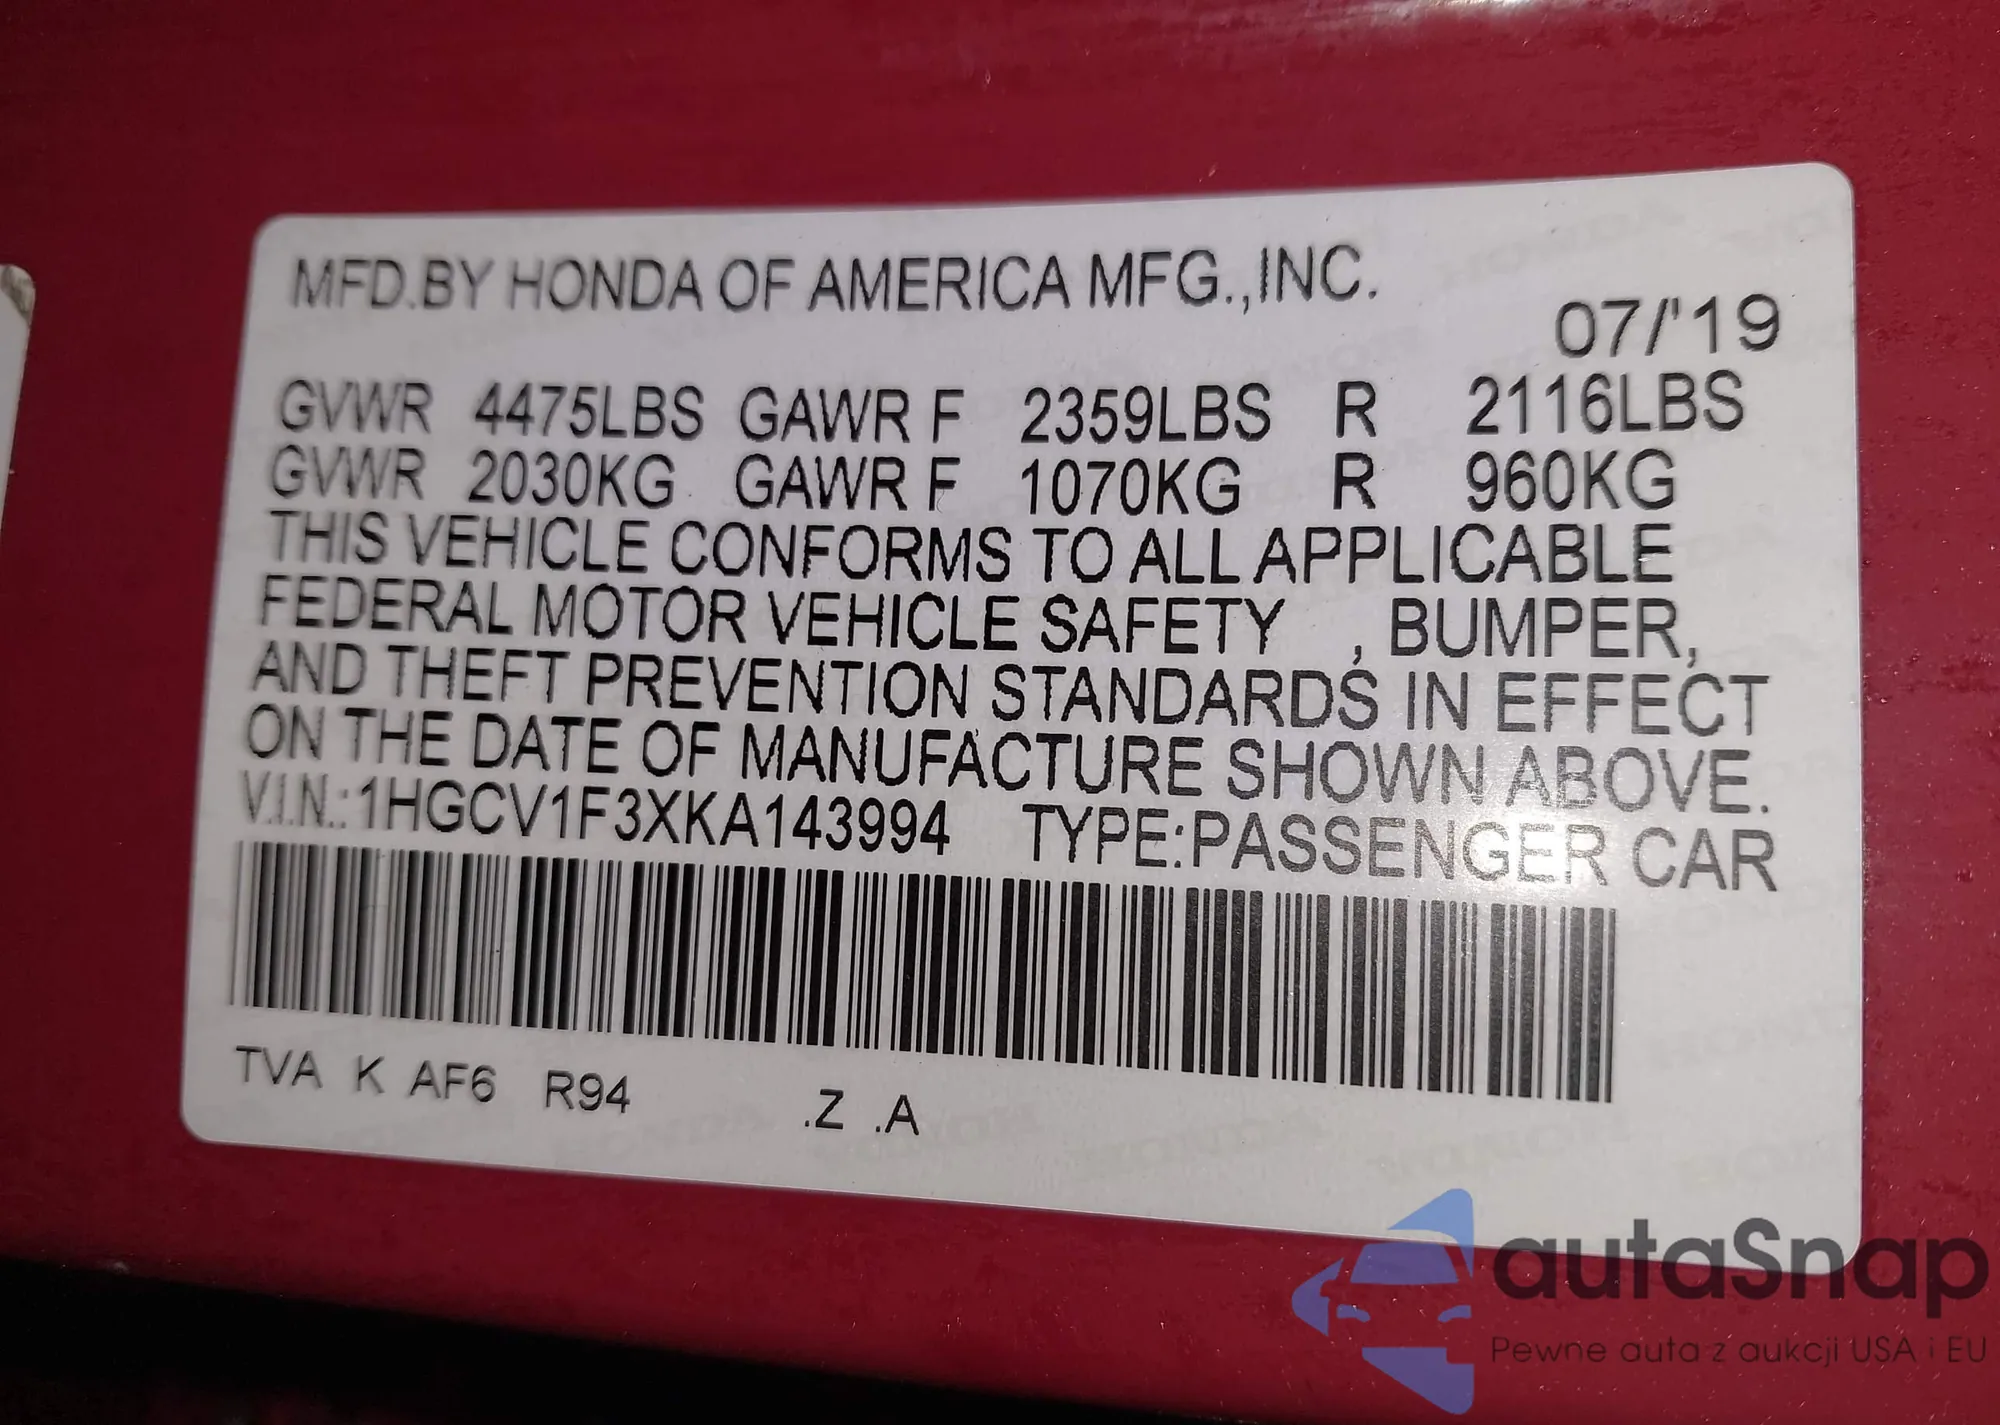 MFD.BY HONDA OF AMERICA MFG.,INC.
07/'19
GVWR 4475LBS GAWR F 2359LBS R 2116LBS
GVWR 2030KG GAWR F 1070KG R 960KG
THIS VEHICLE CONFORMS TO ALL APPLICABLE
FEDERAL MOTOR VEHICLE SAFETY , BUMPER,
AND THEFT PREVENTION STANDARDS IN EFFECT
ON THE DATE OF MANUFACTURE SHOWN ABOVE.
V.I.N.:1HGCV1F3XKA143994 TYPE:PASSENGER CAR
TVA K AF6 R94 .Z .A
autaSnap
Pewne auta z aukcji USA i EU